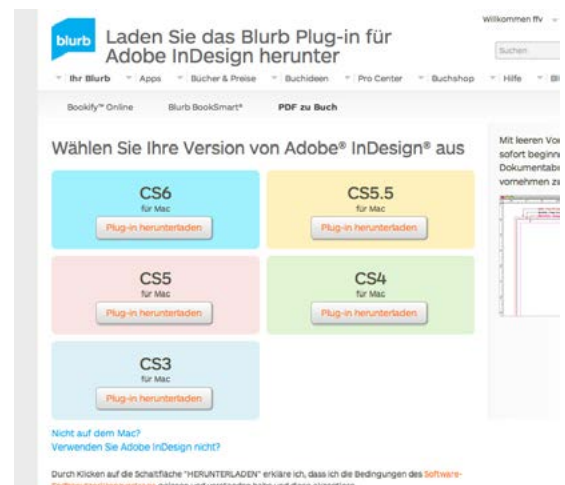 Willkommen ffv
blurb
Laden Sie das Blurb Plug-in für
Adobe InDesign herunter
Suchen
Ihr Blurb Apps Bücher & Preise Buchideen Pro Center Buchshop Hilfe
Bookify™ Online Blurb BookSmart® PDF zu Buch
Wählen Sie Ihre Version von Adobe® InDesign® aus
Mit leeren
sofort
CS6
für Mac
Plug-in herunterladen
CS5.5
für Mac
Plug-in herunterladen
vornehmen
CS5
für Mac
Plug-in herunterladen
CS4
für Mac
Plug-in herunterladen
CS3
für Mac
Plug-in herunterladen
Nicht auf dem Mac?
Verwenden Sie Adobe InDesign nicht?
Durch Klicken auf die Schaltfläche "HERUNTERLADEN" erkläre ich, dass ich die Bedingungen des Software-